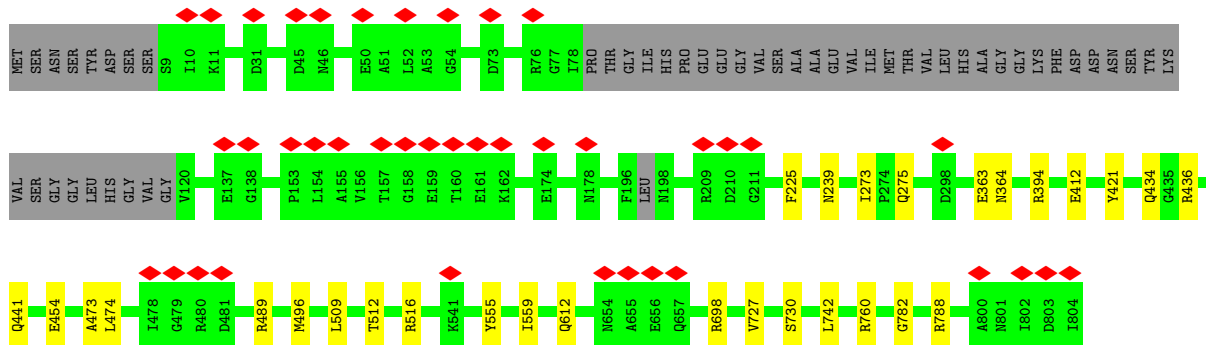 MET SER ASN SER TYR ASP SER SER S9 I10 K11 D31 D45 N46 E50 A51 L52 A53 G54 D73 R76 G77 I78 PRO THR GLY ILE HIS PRO GLU GLU GLY VAL SER ALA ALA GLU VAL ILE MET THR VAL LEU HIS ALA GLY GLY LYS PHE ASP ASP ASN SER TYR LYS
VAL SER GLY GLY LEU HIS GLY VAL GLY V120 E137 G138 P153 L154 A155 V156 T157 G158 E159 T160 E161 K162 E174 N178 F196 LEU N198 R209 D210 G211 F225 N239 I273 P274 Q275 D298 E363 N364 R394 E412 Y421 Q434 G435 R436
Q441 E454 A473 L474 I478 G479 R480 D481 R489 M496 L509 T512 R516 K541 Y555 I559 Q612 N654 A655 E656 Q657 R698 V727 S730 L742 R760 G782 R788 A800 N801 I802 D803 I804